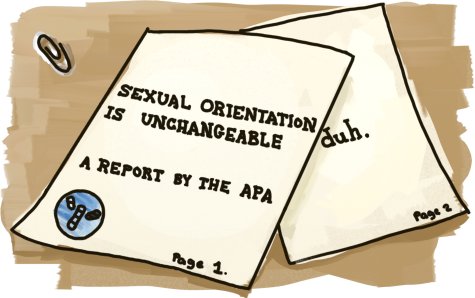 SEXUAL ORIENTATION
IS UNCHANGEABLE
A REPORT BY THE APA
Page 1.
duh.
Page 2